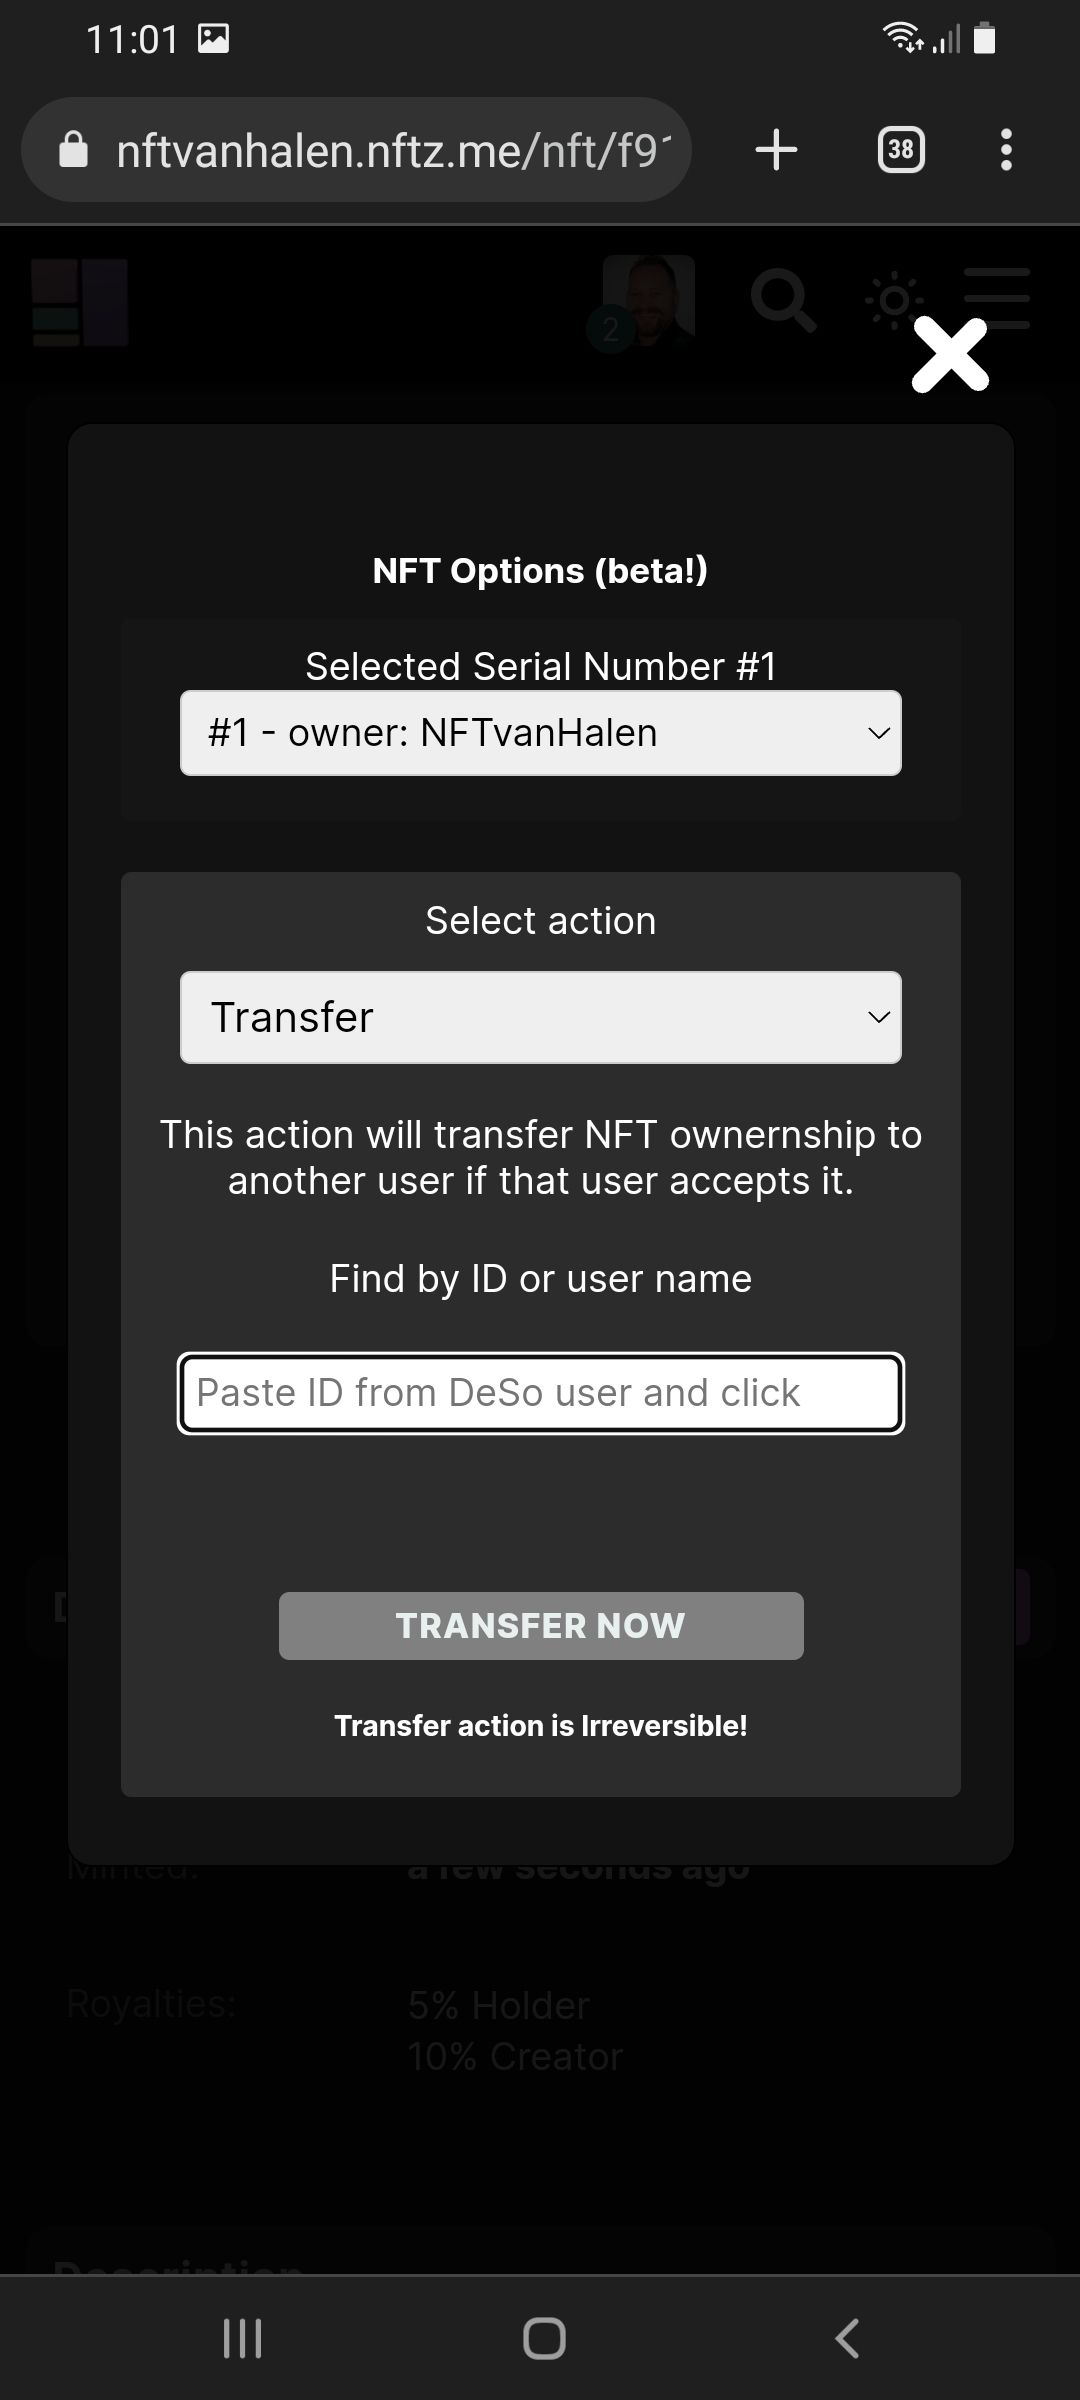 11:01
nftvanhalen.nftz.me/nft/f9
38
2
NFT Options (beta!)
Selected Serial Number #1
#1 - owner: NFTvanHalen
Select action
Transfer
This action will transfer NFT ownernship to
another user if that user accepts it.
Find by ID or user name
Paste ID from DeSo user and click
TRANSFER NOW
Transfer action is Irreversible!
Minted: a few seconds ago
Royalties: 5% Holder
10% Creator
Description